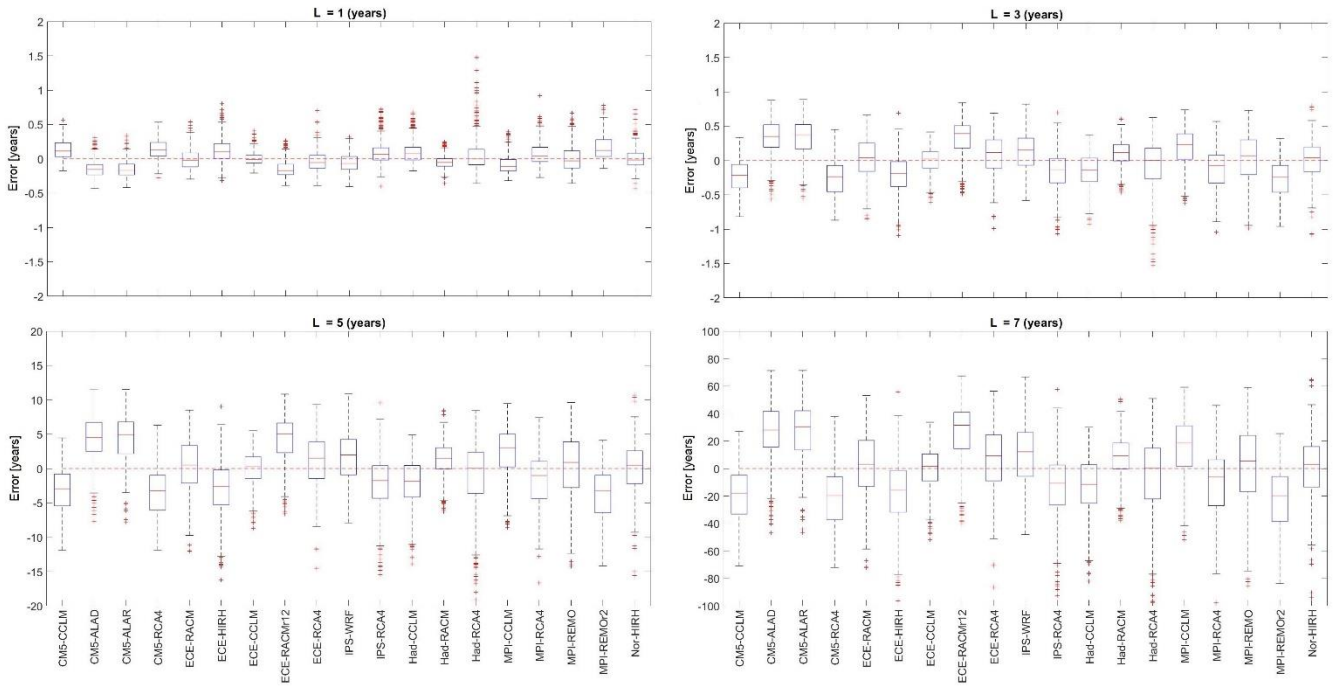 L = 1 (years)
Error [years]
2
1.5
1
0.5
0
-0.5
-1
-1.5
2
L = 3 (years)
Error [years]
2
1.5
1
0.5
0
-0.5
-1
-1.5
-2
L = 5 (years)
Error [years]
20
15
10
5
0
-5
-10
-15
-20
CM5-CCLM
CM5-ALAD
CM5-ALAR
CM5-RCA4
ECE-RACM
ECE-HIRH
ECE-CCLM
ECE-RACMr12
ECE-RCA4
IPS-WRF
IPS-RCA4
Had-CCLM
Had-RACM
Had-RCA4
MPI-CCLM
MPI-RCA4
MPI-REMO
MPI-REMOr2
Nor-HIRH
L = 7 (years)
Error [years]
100
80
60
40
20
0
-20
-40
-60
-80
-100
CM5-CCLM
CM5-ALAD
CM5-ALAR
CM5-RCA4
ECE-RACM
ECE-HIRH
ECE-CCLM
ECE-RACMr12
ECE-RCA4
IPS-WRF
IPS-RCA4
Had-CCLM
Had-RACM
Had-RCA4
MPI-CCLM
MPI-RCA4
MPI-REMO
MPI-REMOr2
Nor-HIRH